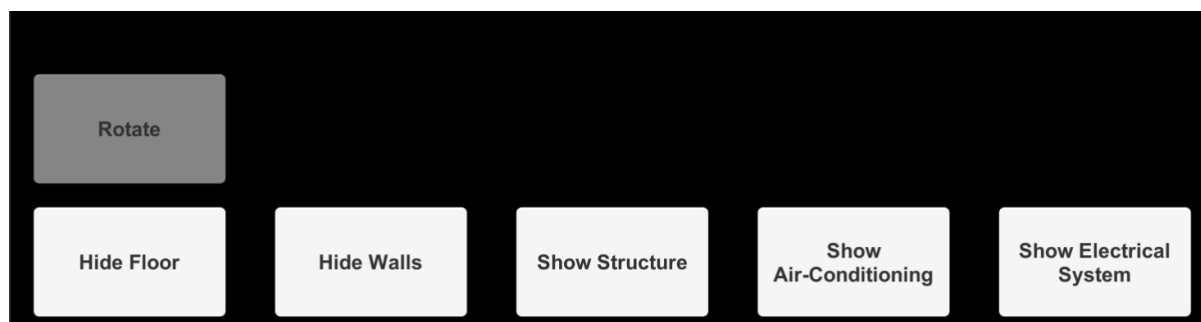 Rotate
Hide Floor
Hide Walls
Show Structure
Show
Air-Conditioning
Show Electrical
System